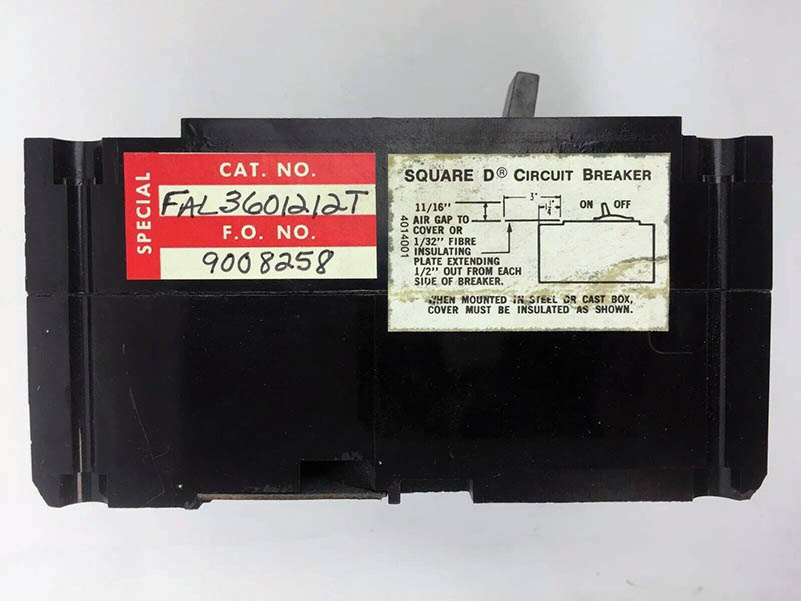 SPECIAL
CAT. NO.
FAL3601212T
F.O. NO.
9008258
SQUARE D® CIRCUIT BREAKER
3"
11/16"
AIR GAP TO
COVER OR
1/32" FIBRE
INSULATING
PLATE EXTENDING
1/2" OUT FROM EACH
SIDE OF BREAKER.
4014001
ON OFF
WHEN MOUNTED IN STEEL OR CAST BOX,
COVER MUST BE INSULATED AS SHOWN.